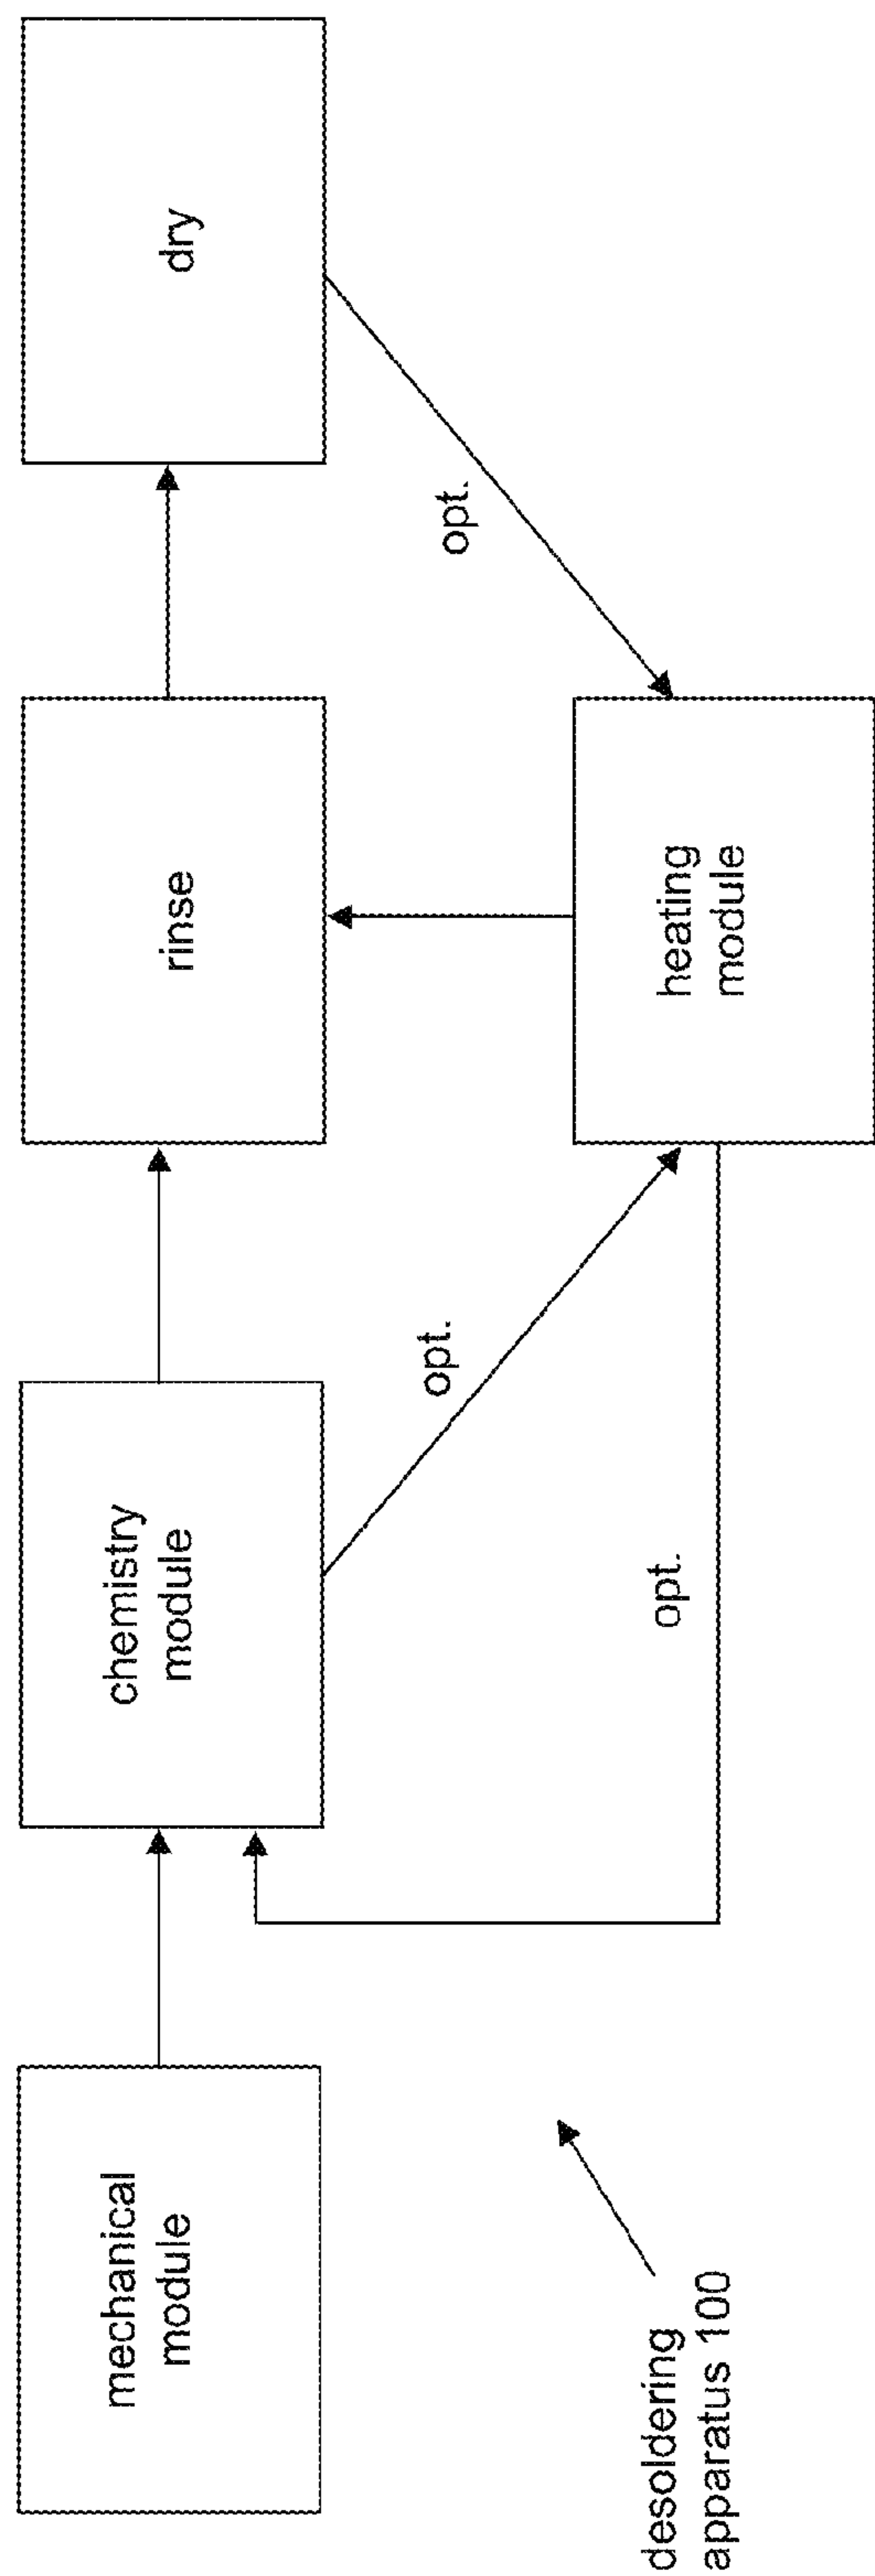 mechanical
module
chemistry
module
rinse
dry
opt.
opt.
opt.
heating
module
desoldering
apparatus 100